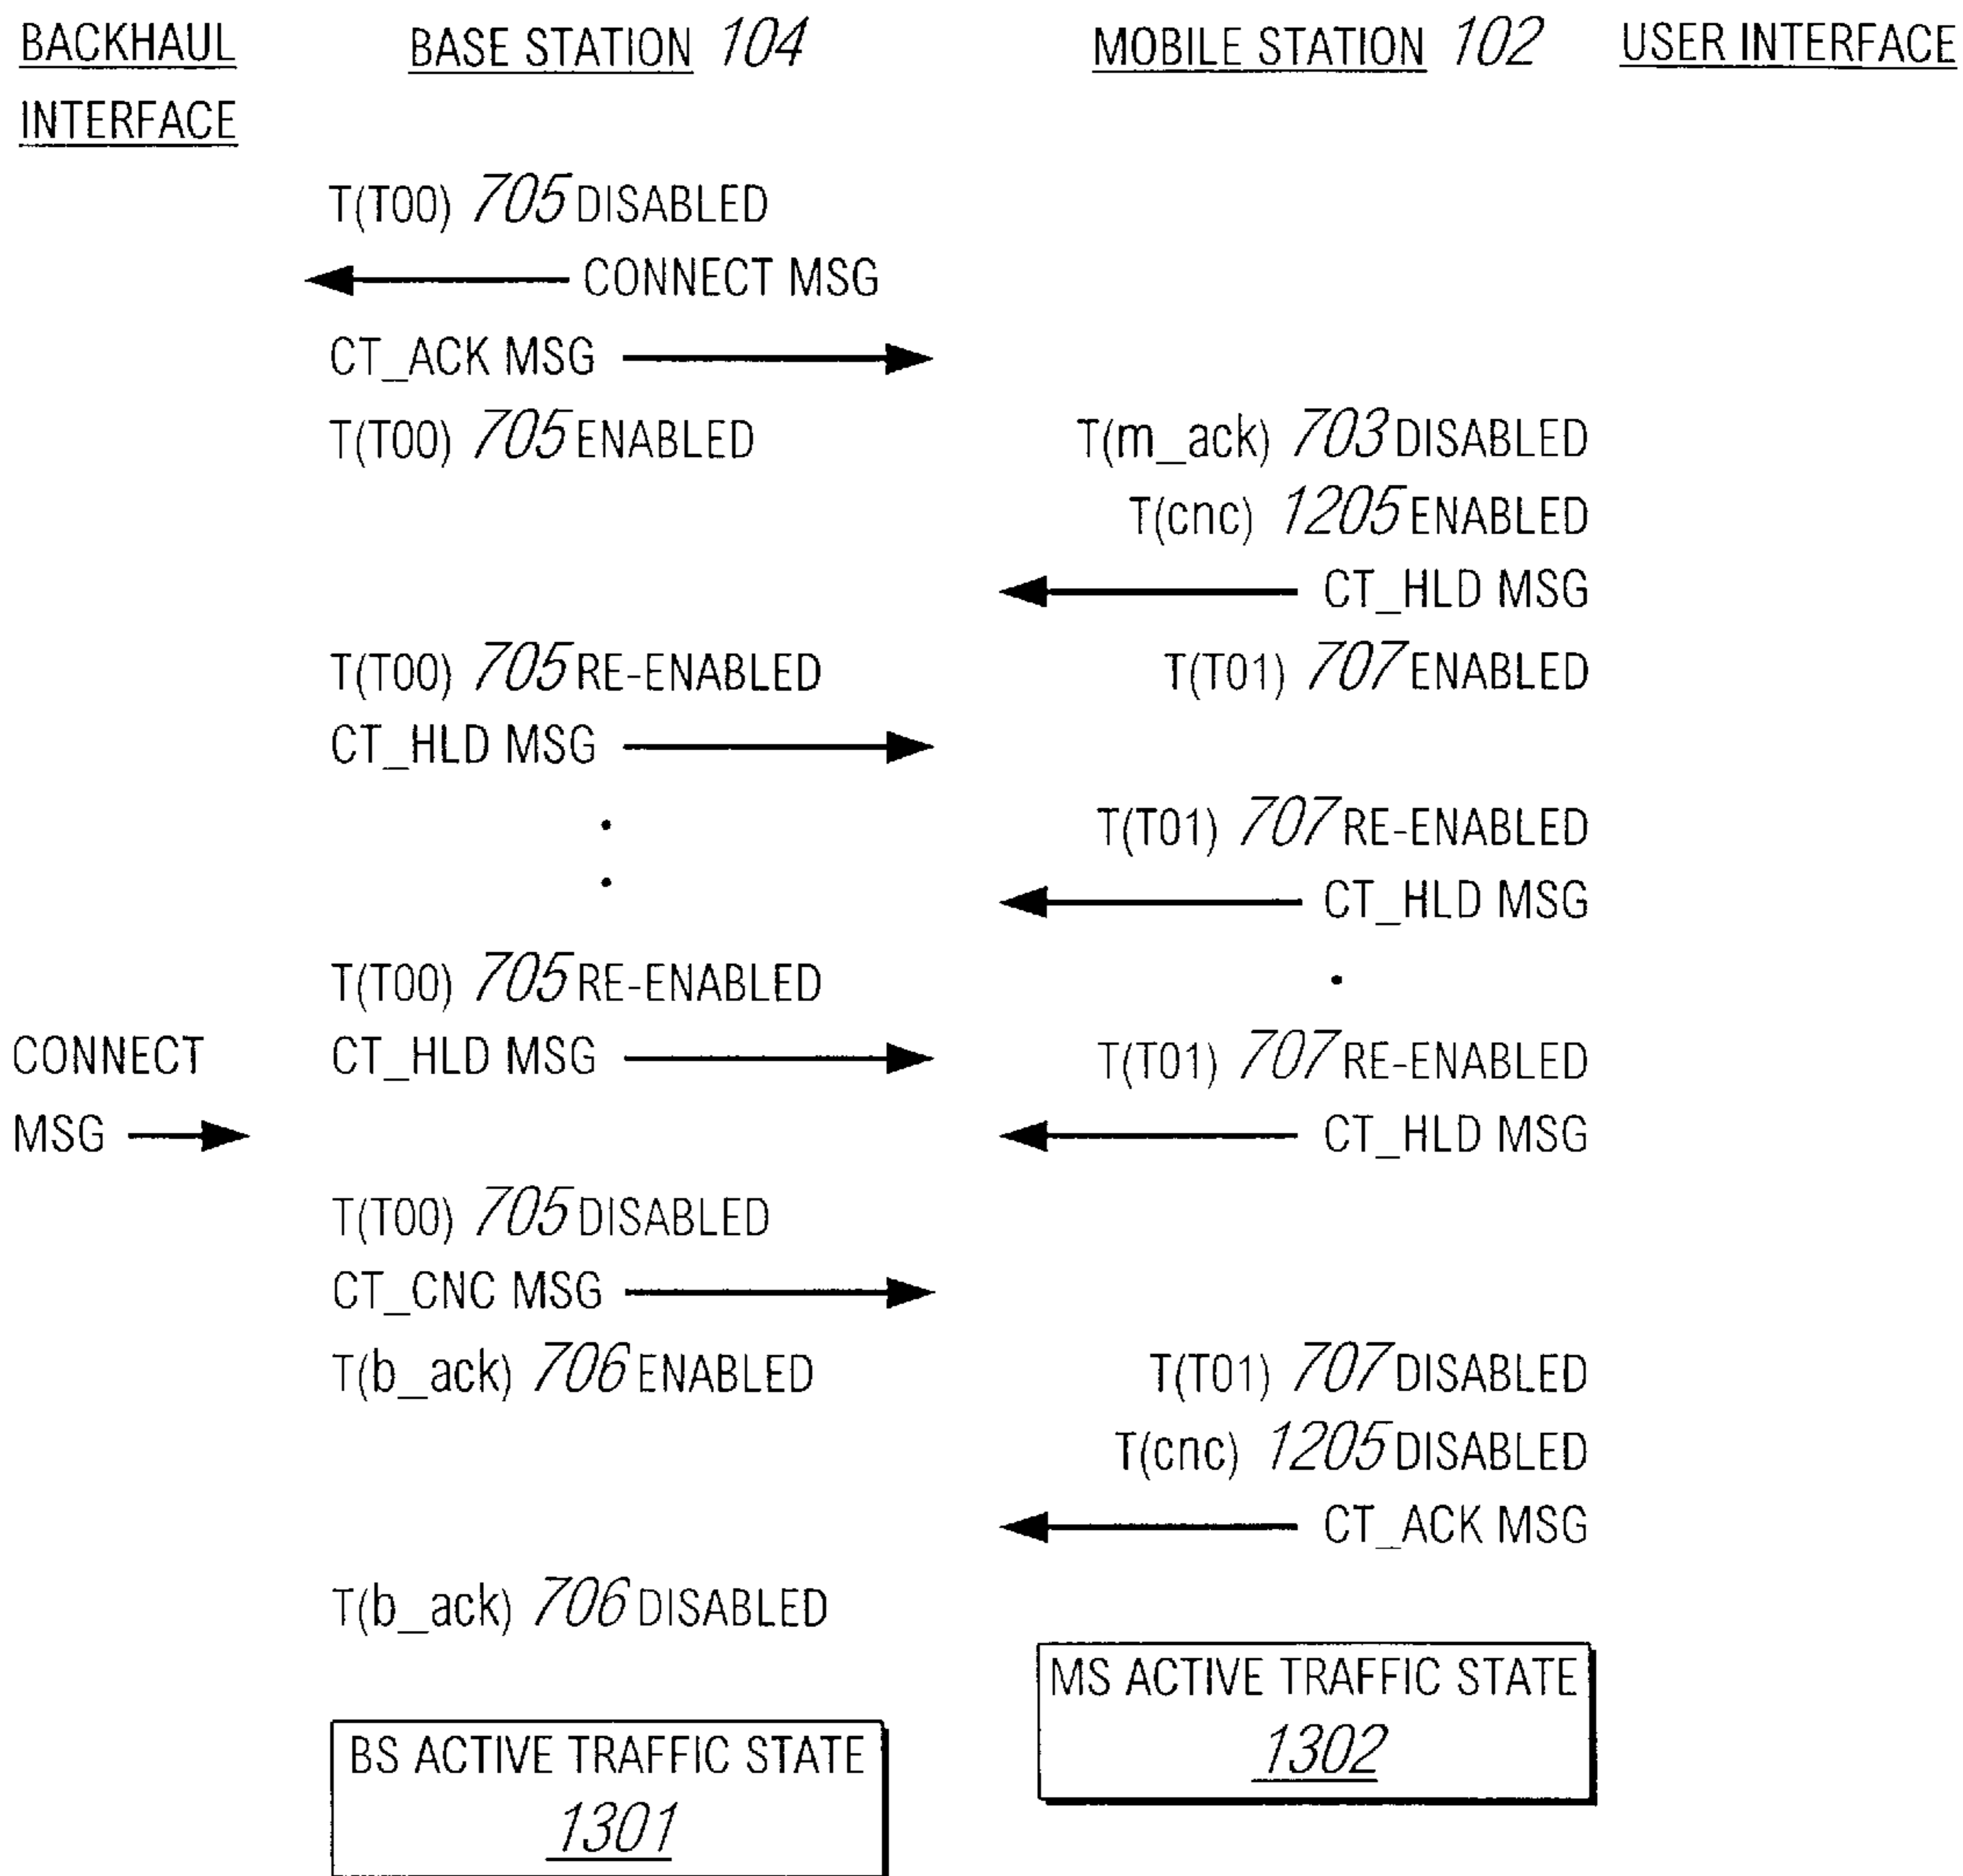 BACKHAUL BASE STATION 104 MOBILE STATION 102 USER INTERFACE
INTERFACE
T(T00) 705 DISABLED
CONNECT MSG
CT_ACK MSG
T(T00) 705 ENABLED T(m_ack) 703 DISABLED
T(cnc) 1205 ENABLED
CT_HLD MSG
T(T00) 705 RE-ENABLED T(T01) 707 ENABLED
CT_HLD MSG
T(T01) 707 RE-ENABLED
CT_HLD MSG
T(T00) 705 RE-ENABLED
CONNECT CT_HLD MSG T(T01) 707 RE-ENABLED
MSG CT_HLD MSG
T(T00) 705 DISABLED
CT_CNC MSG
T(b_ack) 706 ENABLED T(T01) 707 DISABLED
T(cnc) 1205 DISABLED
CT_ACK MSG
T(b_ack) 706 DISABLED
MS ACTIVE TRAFFIC STATE
1302
BS ACTIVE TRAFFIC STATE
1301